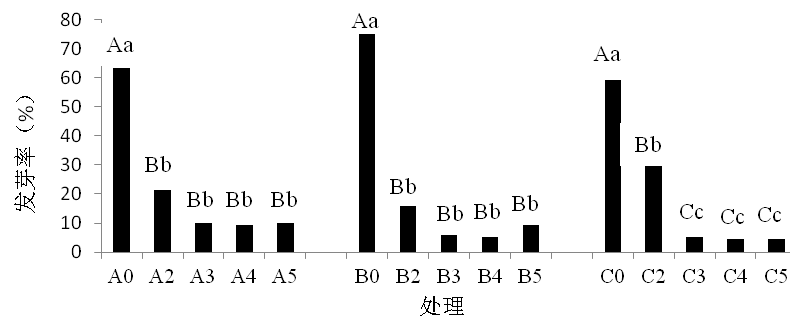 80
70
60
50
40
30
20
10
0
发芽率（%）
Aa
Bb
Bb
Bb
Bb
Aa
Bb
Bb
Bb
Bb
Aa
Bb
Cc
Cc
Cc
A0 A2 A3 A4 A5 B0 B2 B3 B4 B5 C0 C2 C3 C4 C5
处理